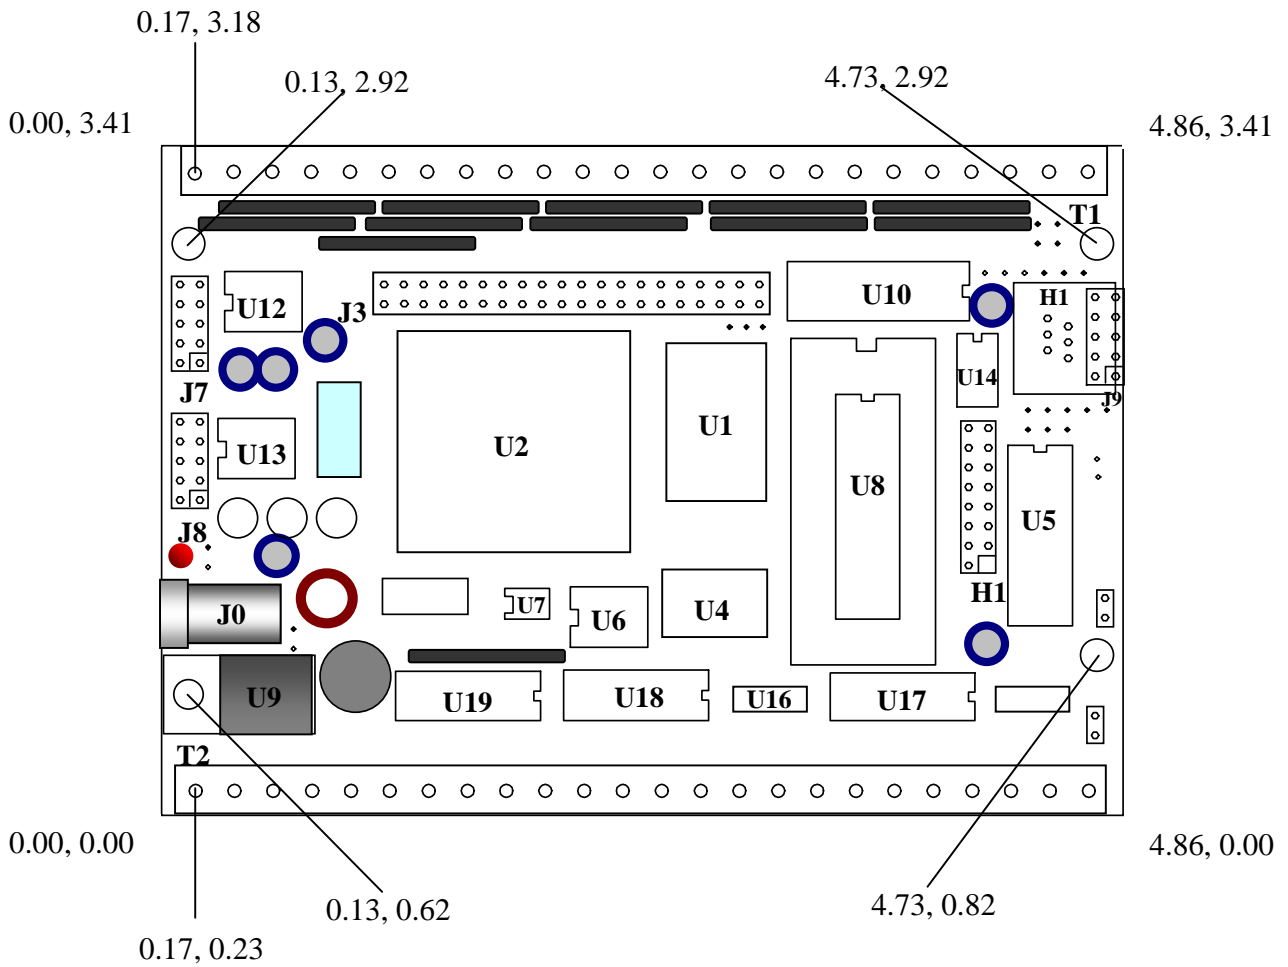 0.17, 3.18
0.13, 2.92
4.73, 2.92
0.00, 3.41
4.86, 3.41
T1
U12
J3
U10
H1
J7
U14
J9
U13
U2
U1
U8
U5
J8
J0
U7
U6
U4
H1
U9
U19
U18
U16
U17
T2
0.00, 0.00
4.86, 0.00
0.13, 0.62
4.73, 0.82
0.17, 0.23